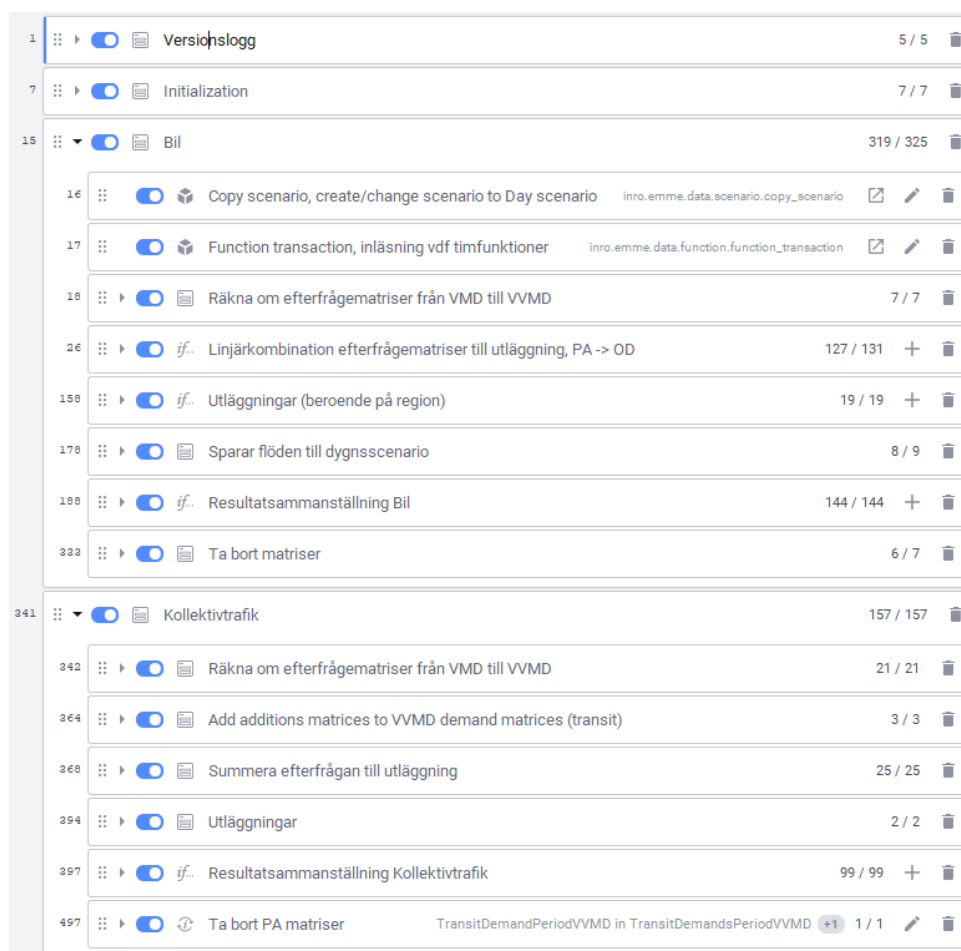 1 Versionslogg 5 / 5
7 Initialization 7 / 7
15 Bil 319 / 325
16 Copy scenario, create/change scenario to Day scenario inro.emme.data.scenario.copy_scenario
17 Function transaction, inläsning vdf timfunktioner inro.emme.data.function.function_transaction
18 Räkna om efterfrågematriser från VMD till VVMD 7 / 7
26 if... Linjärkombination efterfrågematriser till utläggning, PA -> OD 127 / 131
158 if... Utläggningar (beroende på region) 19 / 19
178 Sparar flöden till dygnsscenario 8 / 9
188 if... Resultatsammanställning Bil 144 / 144
333 Ta bort matriser 6 / 7
341 Kollektivtrafik 157 / 157
342 Räkna om efterfrågematriser från VMD till VVMD 21 / 21
364 Add additions matrices to VVMD demand matrices (transit) 3 / 3
368 Summera efterfrågan till utläggning 25 / 25
394 Utläggningar 2 / 2
397 if... Resultatsammanställning Kollektivtrafik 99 / 99
497 Ta bort PA matriser TransitDemandPeriodVVMD in TransitDemandsPeriodVVMD +1 1 / 1